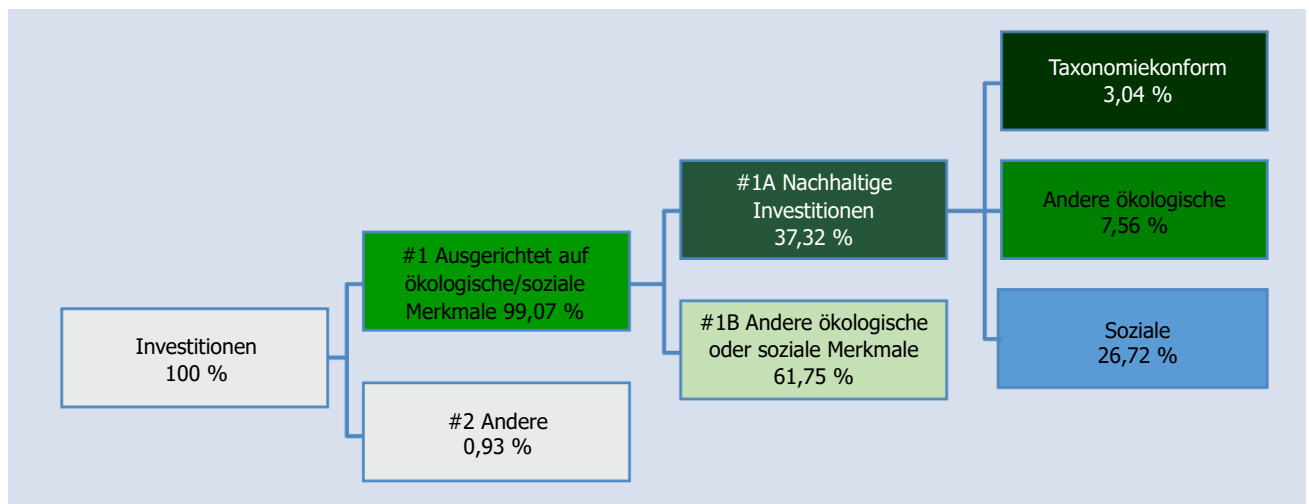 Investitionen
100 %
#1 Ausgerichtet auf
ökologische/soziale
Merkmale 99,07 %
#2 Andere
0,93 %
#1A Nachhaltige
Investitionen
37,32 %
#1B Andere ökologische
oder soziale Merkmale
61,75 %
Taxonomiekonform
3,04 %
Andere ökologische
7,56 %
Soziale
26,72 %